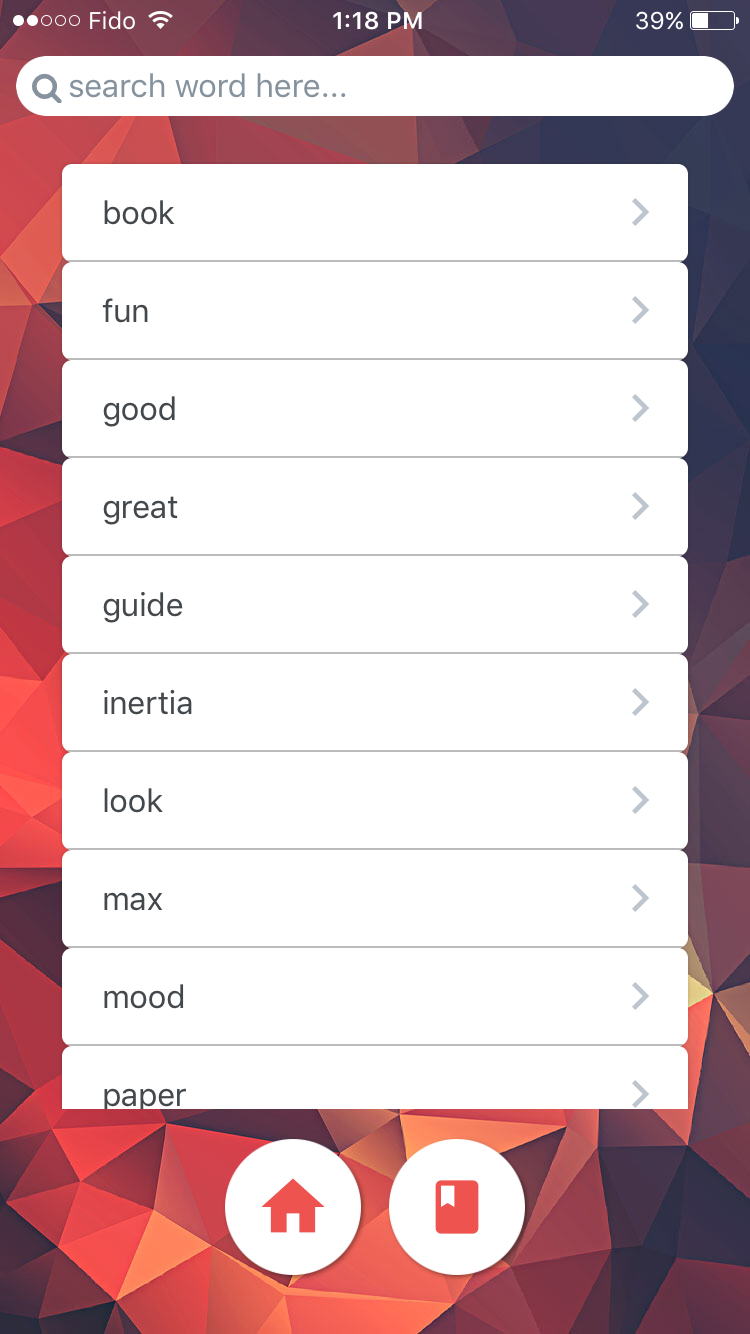 Fido 1:18 PM 39%
search word here...
book
fun
good
great
guide
inertia
look
max
mood
paper